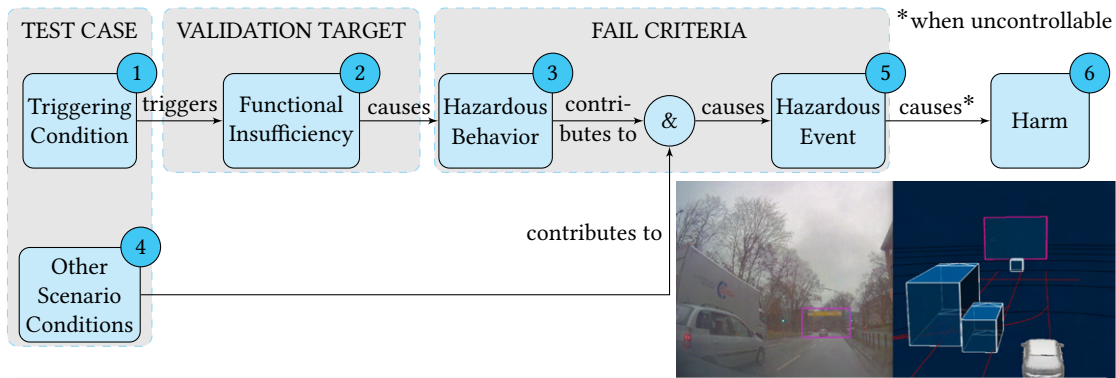 TEST CASE
VALIDATION TARGET
FAIL CRITERIA
*when uncontrollable
1
Triggering
Condition
triggers
2
Functional
Insufficiency
causes
3
Hazardous
Behavior
contri-
butes to
&
causes
5
Hazardous
Event
causes*
6
Harm
4
Other
Scenario
Conditions
contributes to